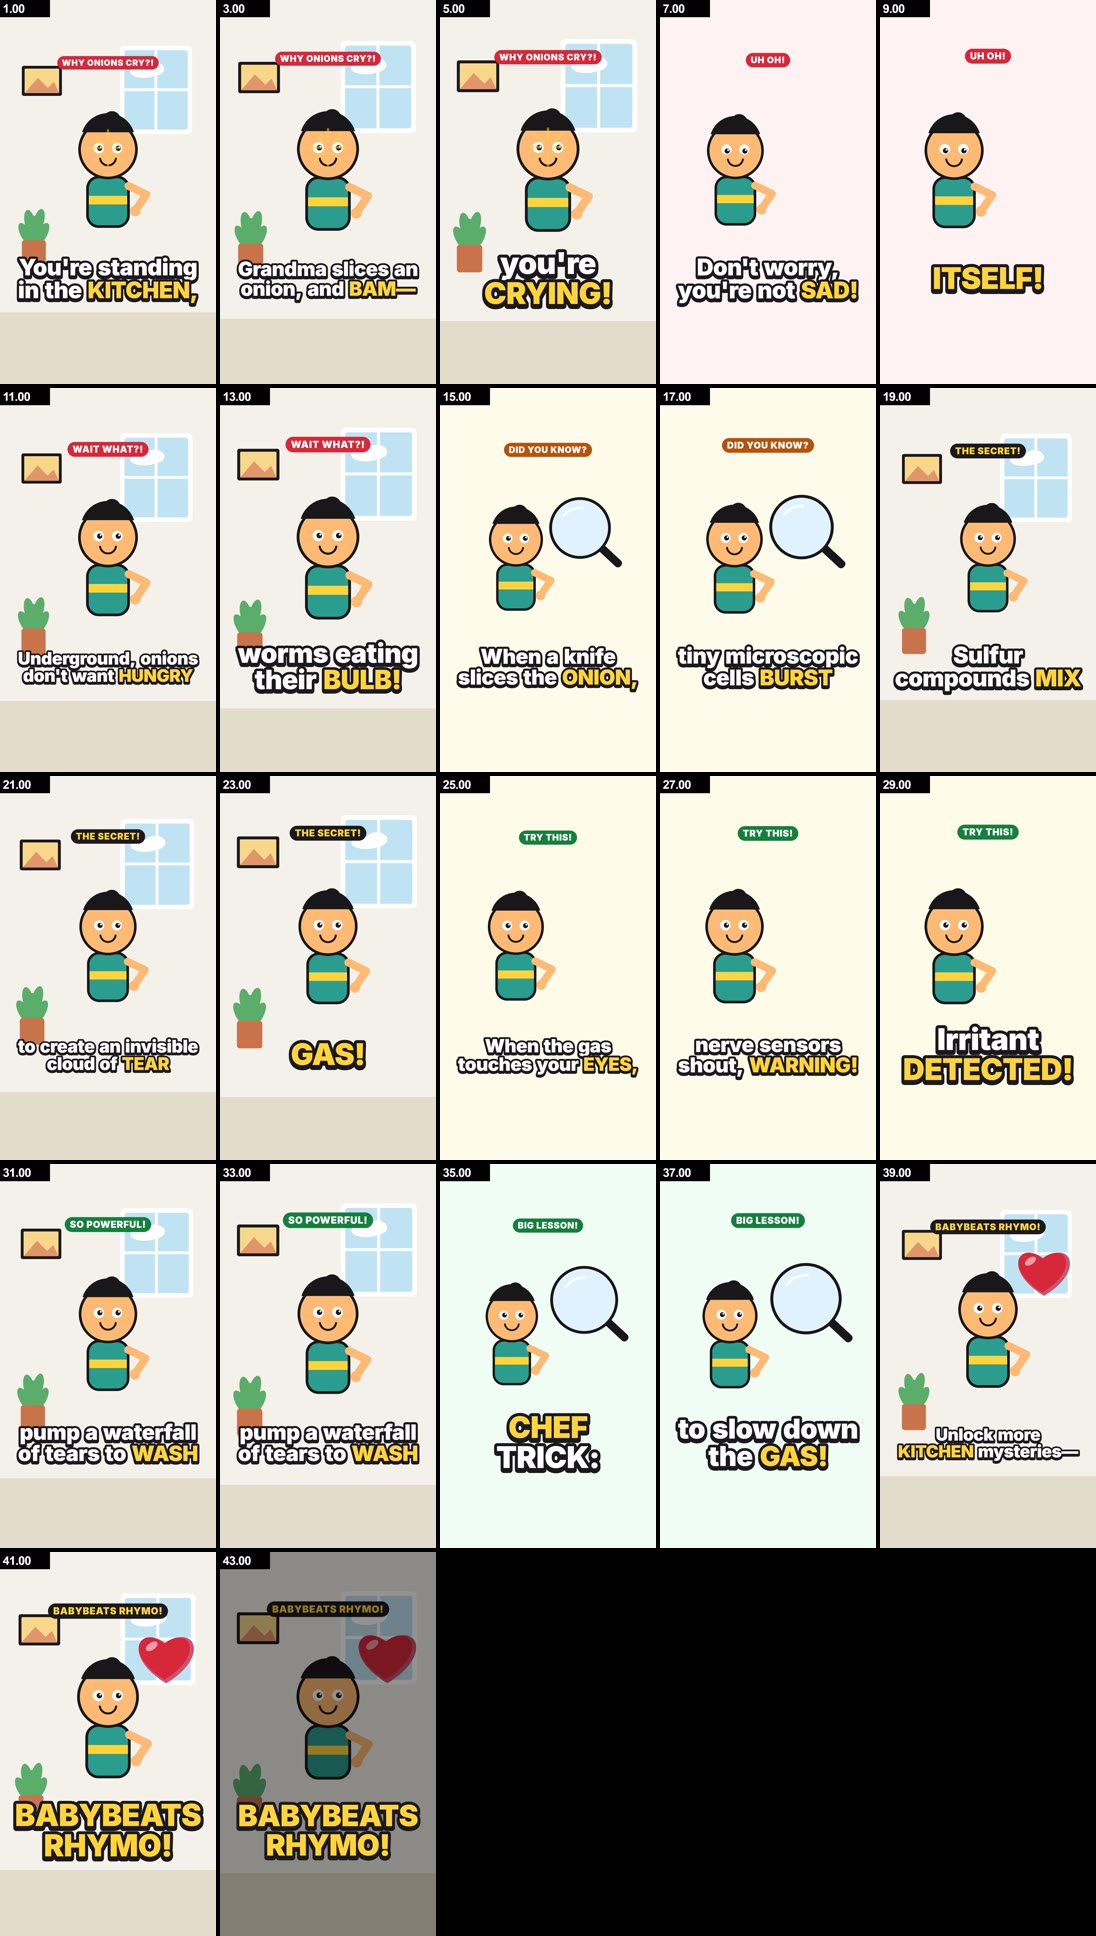 1.00
WHY ONIONS CRY?!
You're standing
in the KITCHEN,
3.00
WHY ONIONS CRY?!
Grandma slices an
onion, and BAM—
5.00
WHY ONIONS CRY?!
you're
CRYING!
7.00
UH OH!
Don't worry,
you're not SAD!
9.00
UH OH!
ITSELF!
11.00
WAIT WHAT?!
Underground, onions
don't want HUNGRY
13.00
WAIT WHAT?!
worms eating
their BULB!
15.00
DID YOU KNOW?
When a knife
slices the ONION,
17.00
DID YOU KNOW?
tiny microscopic
cells BURST
19.00
THE SECRET!
Sulfur
compounds MIX
21.00
THE SECRET!
to create an invisible
cloud of TEAR
23.00
THE SECRET!
GAS!
25.00
TRY THIS!
When the gas
touches your EYES,
27.00
TRY THIS!
nerve sensors
shout, WARNING!
29.00
TRY THIS!
Irritant
DETECTED!
31.00
SO POWERFUL!
pump a waterfall
of tears to WASH
33.00
SO POWERFUL!
pump a waterfall
of tears to WASH
35.00
BIG LESSON!
CHEF
TRICK:
37.00
BIG LESSON!
to slow down
the GAS!
39.00
BABYBEATS RHYMO!
Unlock more
KITCHEN mysteries—
41.00
BABYBEATS RHYMO!
BABYBEATS
RHYMO!
43.00
BABYBEATS RHYMO!
BABYBEATS
RHYMO!